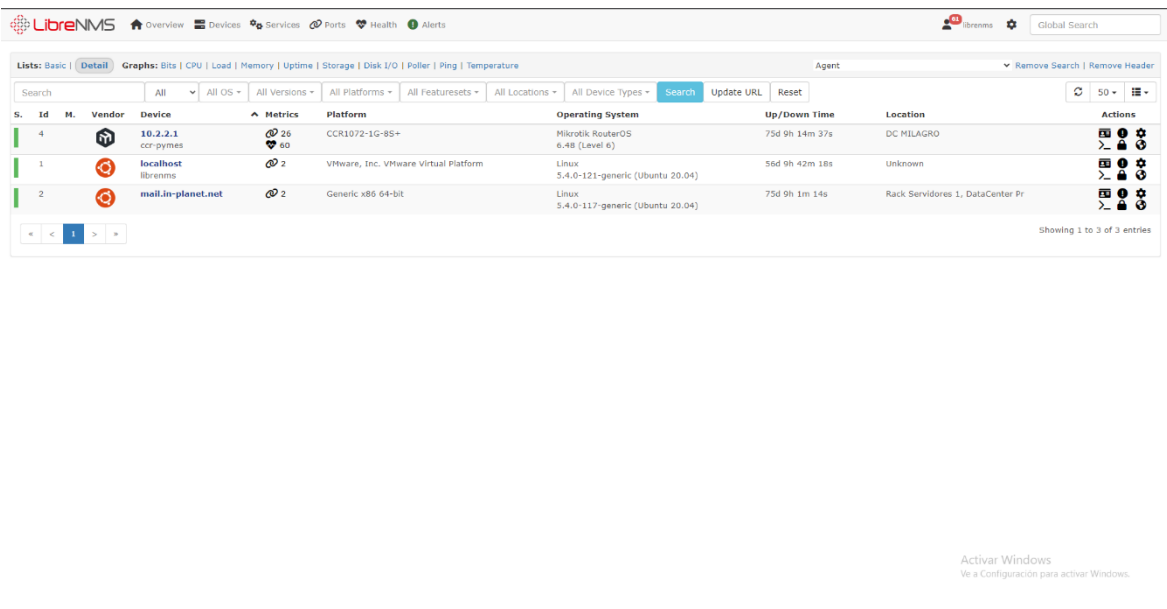 LibreNMS Overview Devices Services Ports Health Alerts 61 librenms Global Search
Lists: Basic | Detail Graphs: Bits | CPU | Load | Memory | Uptime | Storage | Disk I/O | Poller | Ping | Temperature Agent Remove Search | Remove Header
Search All All OS All Versions All Platforms All Featuresets All Locations All Device Types Search Update URL Reset 50
S. Id M. Vendor Device Metrics Platform Operating System Up/Down Time Location Actions
4 10.2.2.1 26 CCR1072-1G-8S+ Mikrotik RouterOS 75d 9h 14m 37s DC MILAGRO
ccr-pymes 60 6.48 (Level 6)
1 localhost 2 VMware, Inc. VMware Virtual Platform Linux 56d 9h 42m 18s Unknown
librenms 5.4.0-121-generic (Ubuntu 20.04)
2 mail.in-planet.net 2 Generic x86 64-bit Linux 75d 9h 1m 14s Rack Servidores 1, DataCenter Pr
5.4.0-117-generic (Ubuntu 20.04)
« < 1 > » Showing 1 to 3 of 3 entries
Activar Windows
Ve a Configuración para activar Windows.